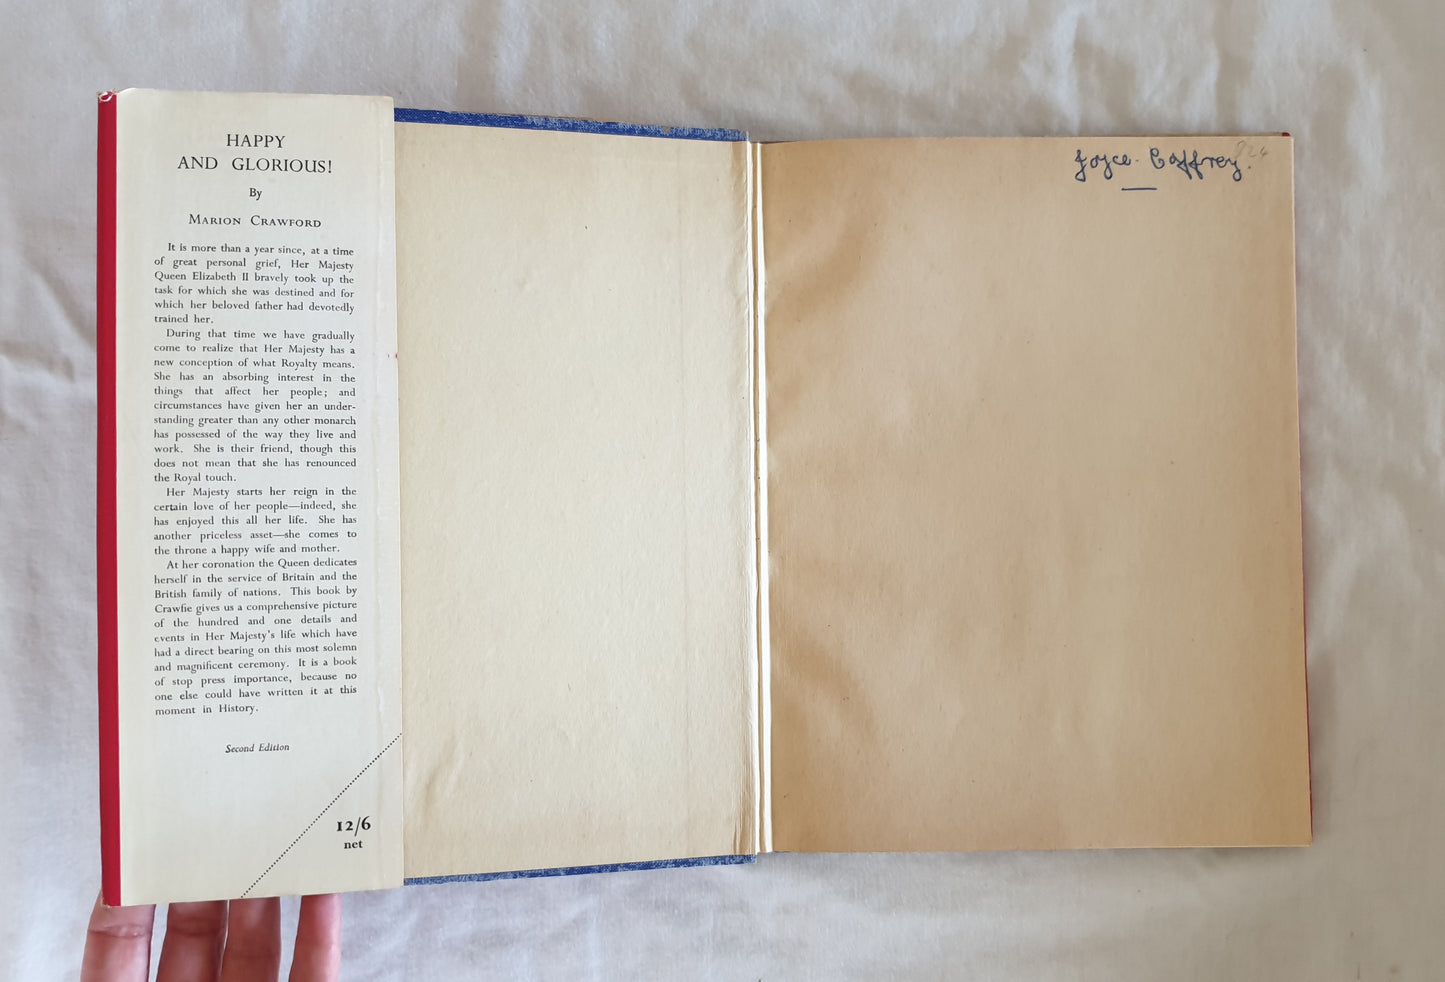 HAPPY
AND GLORIOUS!
By
MARION CRAWFORD
It is more than a year since, at a time
of great personal grief, Her Majesty
Queen Elizabeth II bravely took up the
task for which she was destined and for
which her beloved father had devotedly
trained her.
During that time we have gradually
come to realize that Her Majesty has a
new conception of what Royalty means.
She has an absorbing interest in the
things that affect her people; and
circumstances have given her an under-
standing greater than any other monarch
has possessed of the way they live and
work. She is their friend, though this
does not mean that she has renounced
the Royal touch.
Her Majesty starts her reign in the
certain love of her people—indeed, she
has enjoyed this all her life. She has
another priceless asset—she comes to
the throne a happy wife and mother.
At her coronation the Queen dedicates
herself in the service of Britain and the
British family of nations. This book by
Crawfie gives us a comprehensive picture
of the hundred and one details and
events in Her Majesty's life which have
had a direct bearing on this most solemn
and magnificent ceremony. It is a book
of stop press importance, because no
one else could have written it at this
moment in History.
Second Edition
12/6
net
Joyce. Caffrey.